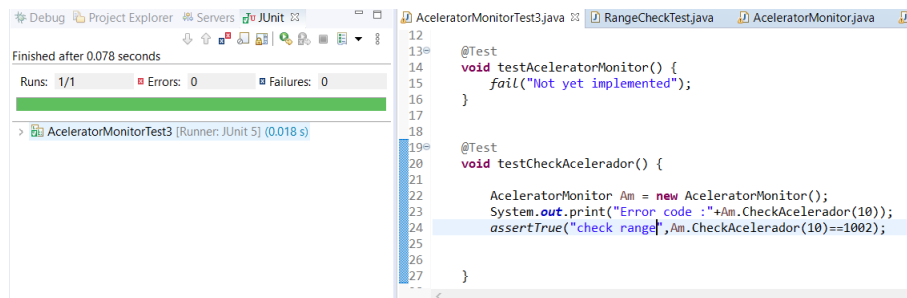 Debug Project Explorer Servers JUnit
Finished after 0.078 seconds
Runs: 1/1 Errors: 0 Failures: 0
AceleratorMonitorTest3 [Runner: JUnit 5] (0.018 s)
AceleratorMonitorTest3.java RangeCheckTest.java AceleratorMonitor.java
12
13 @Test
14 void testAceleratorMonitor() {
15 fail("Not yet implemented");
16 }
17
18
19 @Test
20 void testCheckAcelerador() {
21
22 AceleratorMonitor Am = new AceleratorMonitor();
23 System.out.print("Error code :"+Am.CheckAcelerador(10));
24 assertTrue("check range",Am.CheckAcelerador(10)==1002);
25
26
27 }